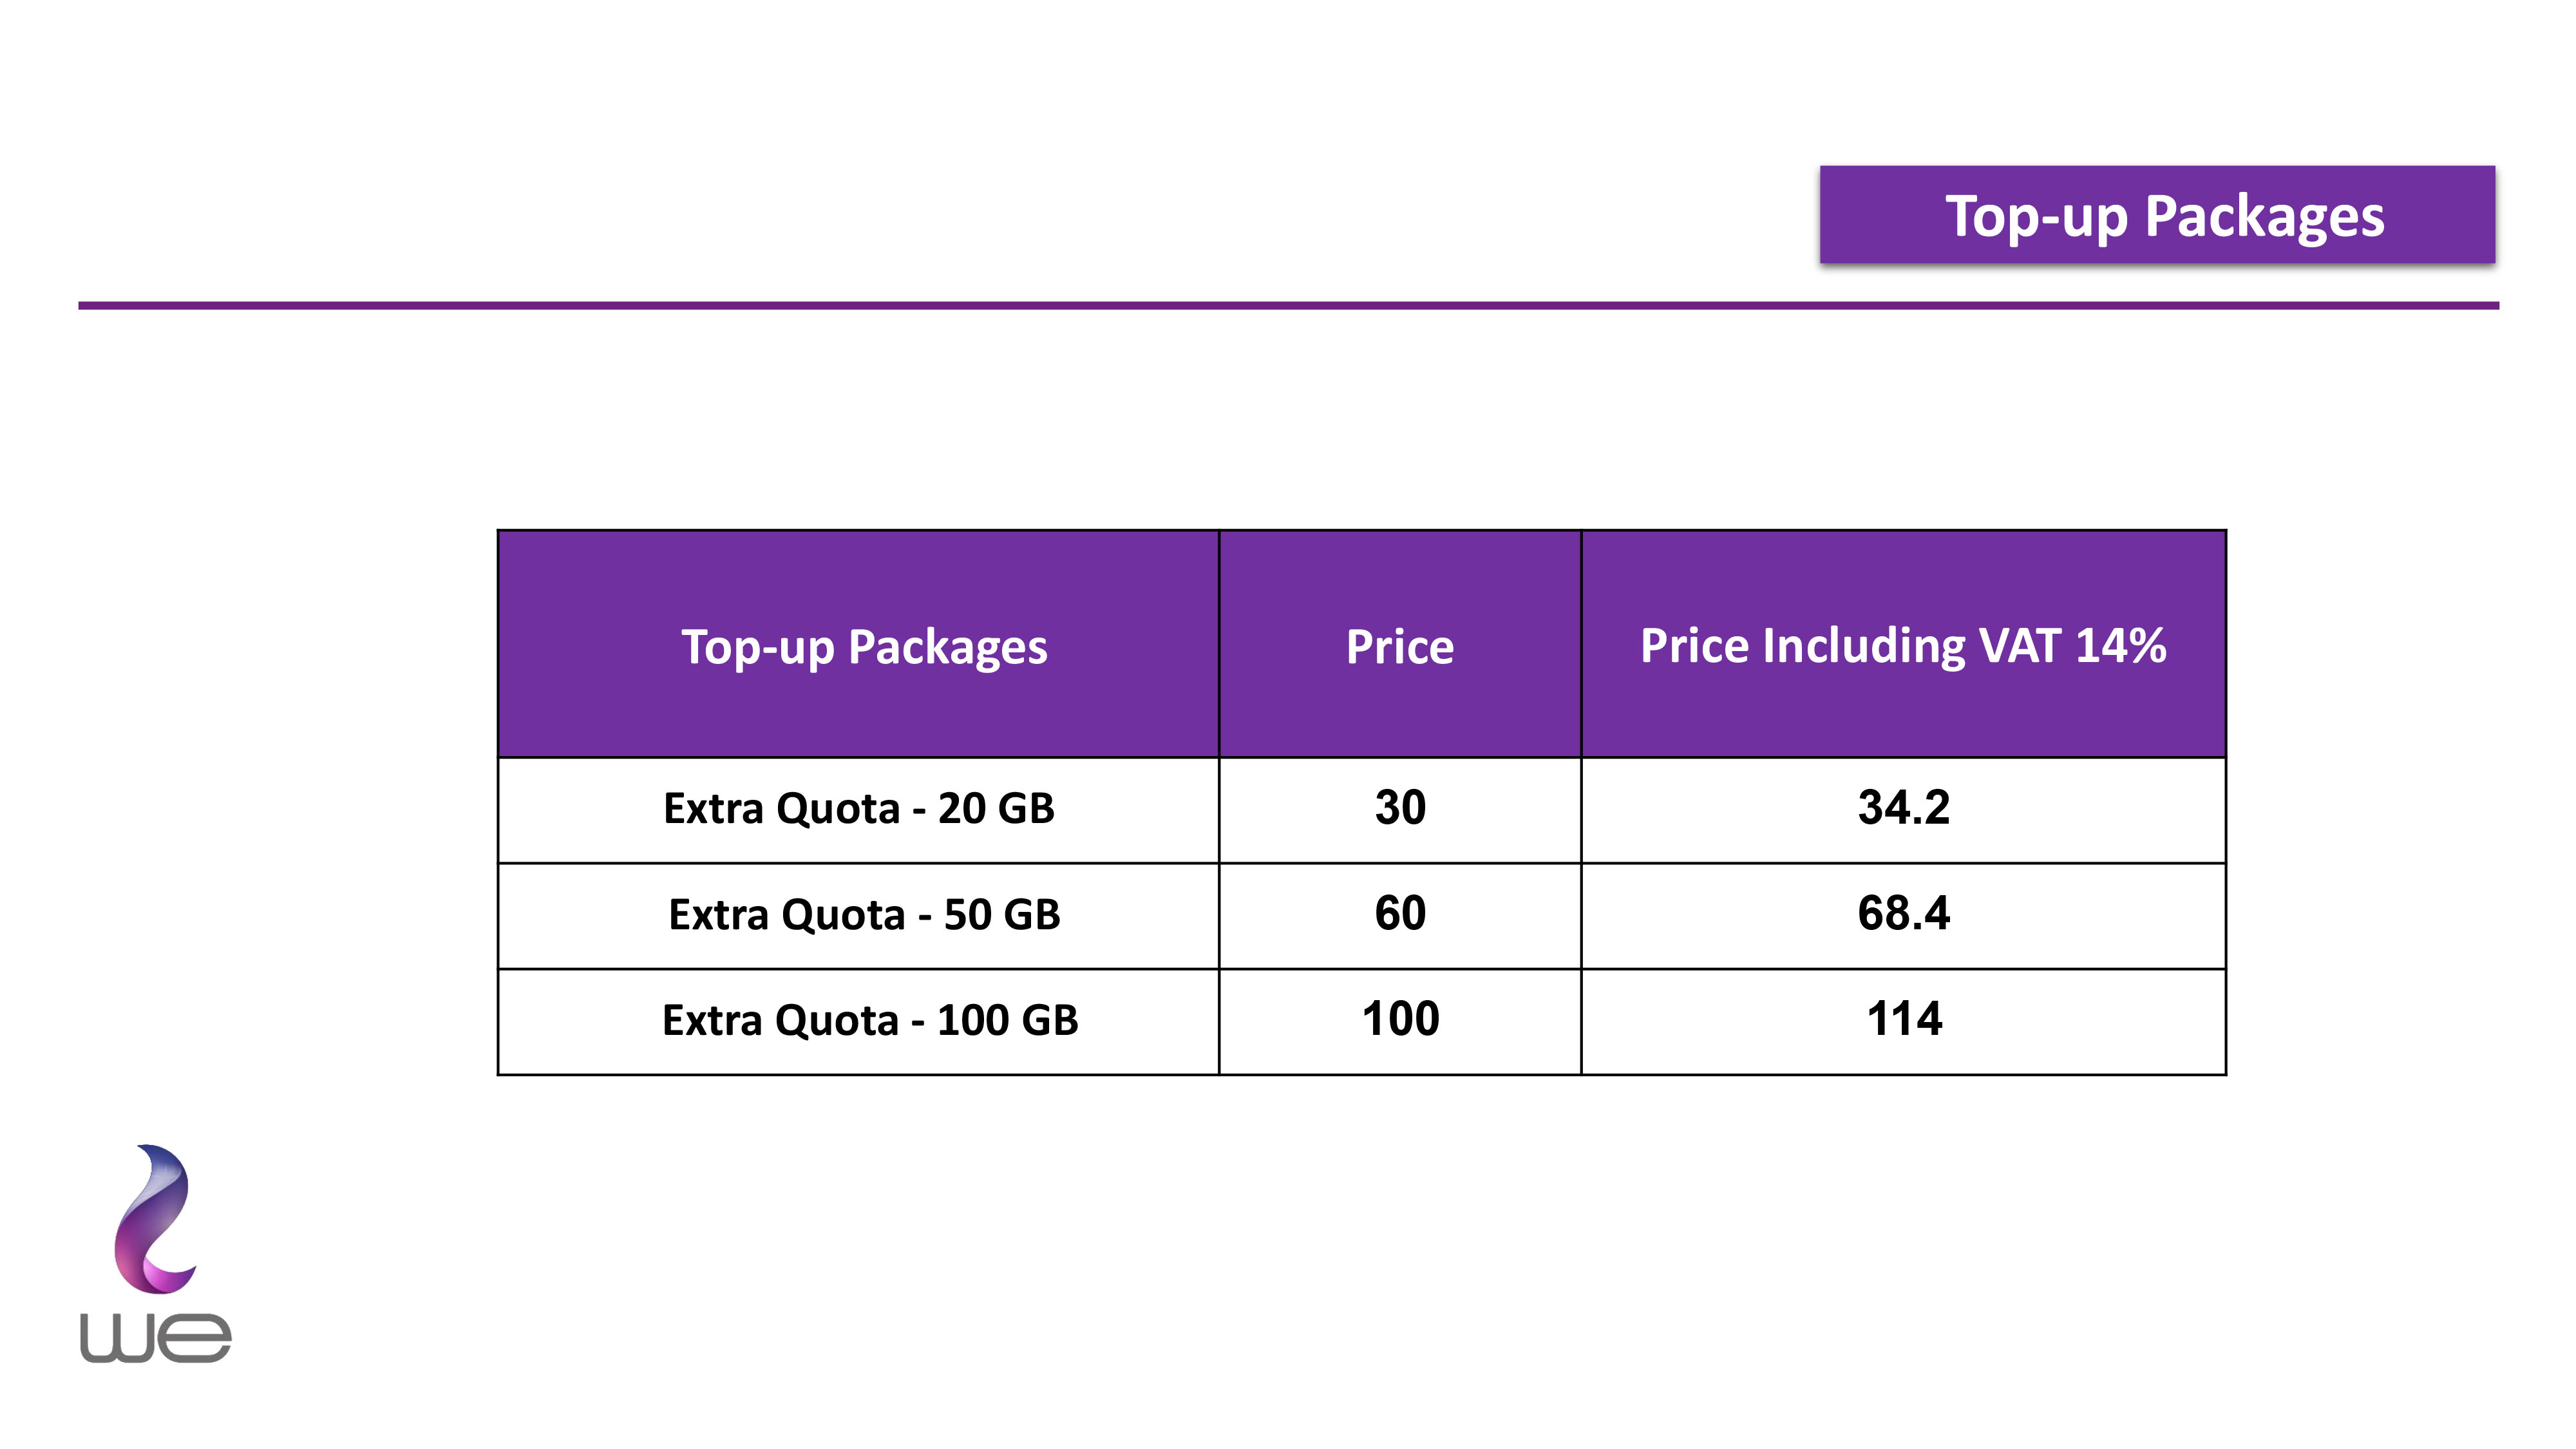 Top-up Packages
Top-up Packages Price Price Including VAT 14%
Extra Quota - 20 GB 30 34.2
Extra Quota - 50 GB 60 68.4
Extra Quota - 100 GB 100 114
we